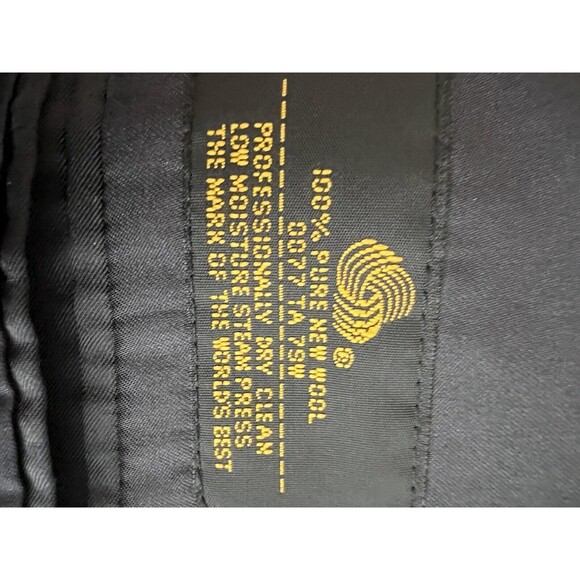 ®
100% PURE NEW WOOL
0077 TA 79W
PROFESSIONALLY DRY CLEAN
LOW MOISTURE STEAM PRESS
THE MARK OF THE WORLD'S BEST